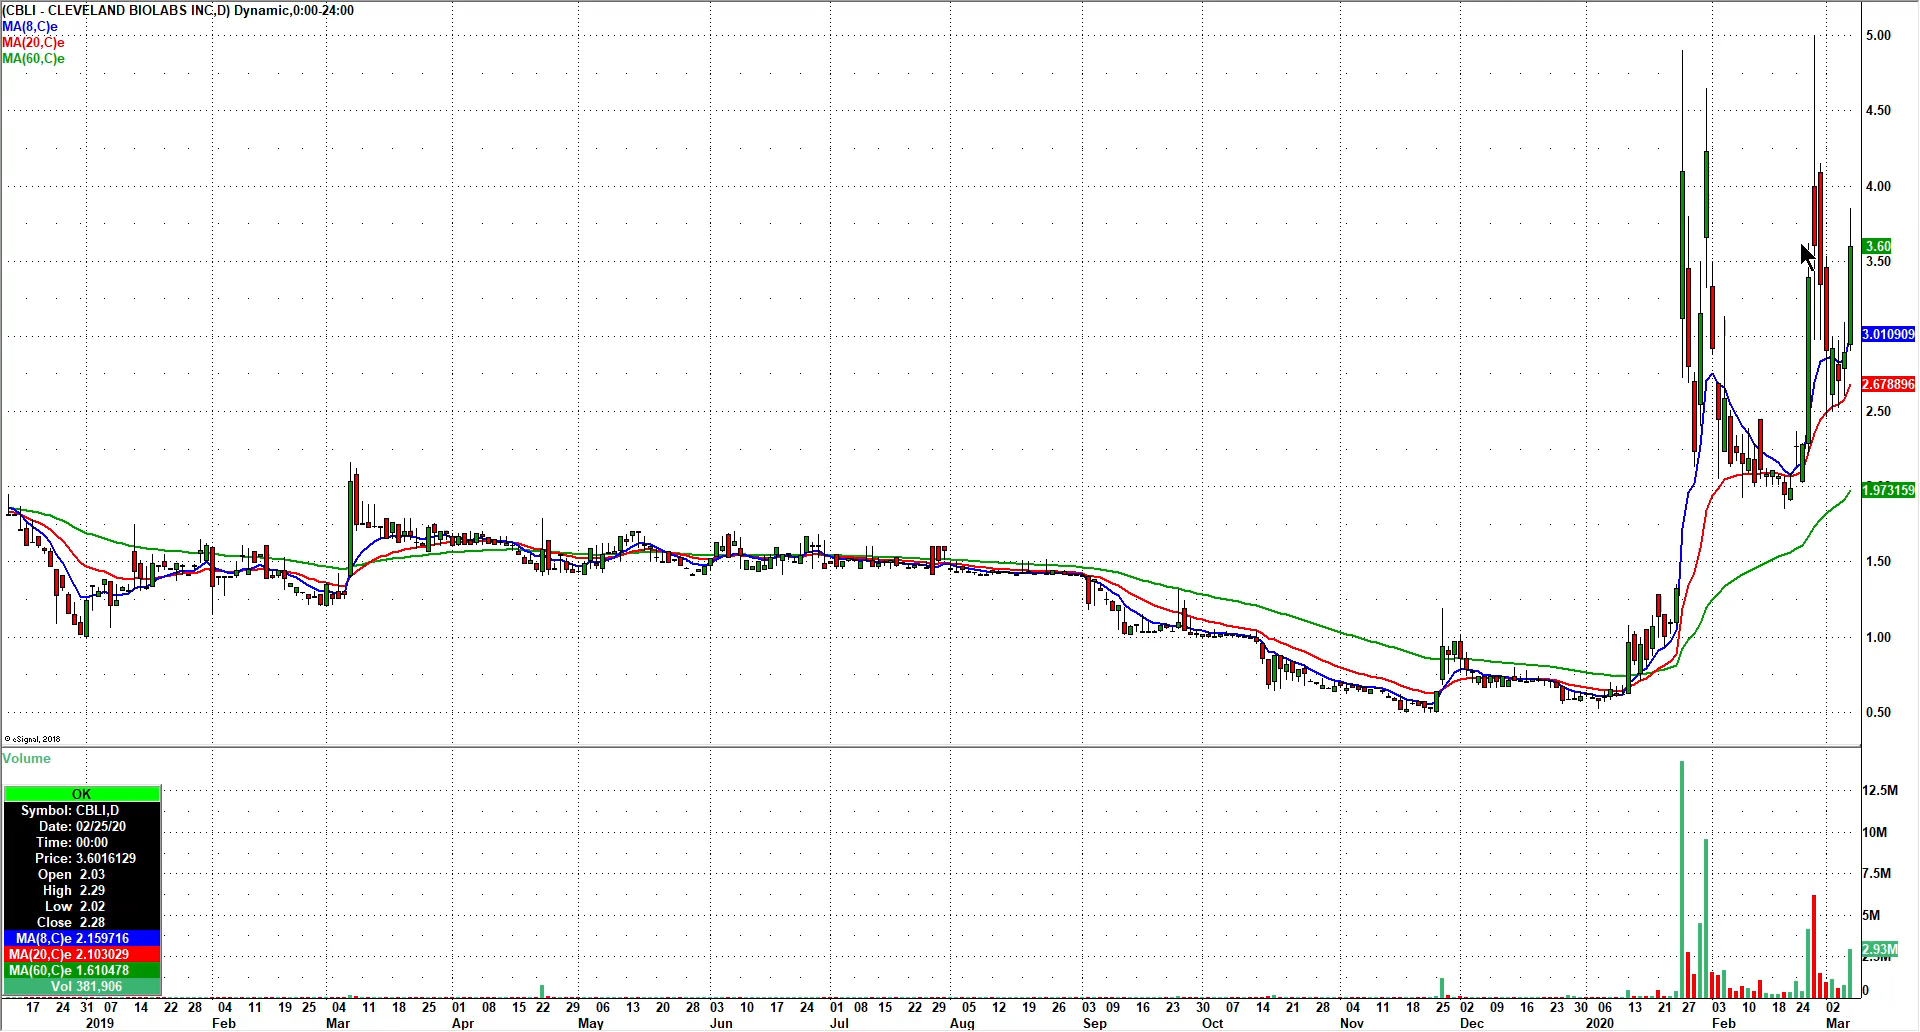 (CBLI - CLEVELAND BIOLABS INC,D) Dynamic,0:00-24:00
MA(8,C)e
MA(20,C)e
MA(60,C)e
5.00
4.50
4.00
3.60
3.50
3.010909
2.678896
2.50
1.973159
1.50
1.00
0.50
© eSignal, 2018
Volume
12.5M
10M
7.5M
5M
2.93M
2.5M
0
OK
Symbol: CBLI,D
Date: 02/25/20
Time: 00:00
Price: 3.6016129
Open 2.03
High 2.29
Low 2.02
Close 2.28
MA(8,C)e 2.159716
MA(20,C)e 2.103029
MA(60,C)e 1.610478
Vol 381,906
17 24 31 07 14 22 28 04 11 19 25 04 11 18 25 01 08 15 22 29 06 13 20 28 03 10 17 24 01 08 15 22 29 05 12 19 26 03 09 16 23 30 07 14 21 28 04 11 18 25 02 09 16 23 30 06 13 21 27 03 10 18 24 02
2019 Feb Mar Apr May Jun Jul Aug Sep Oct Nov Dec 2020 Feb Mar